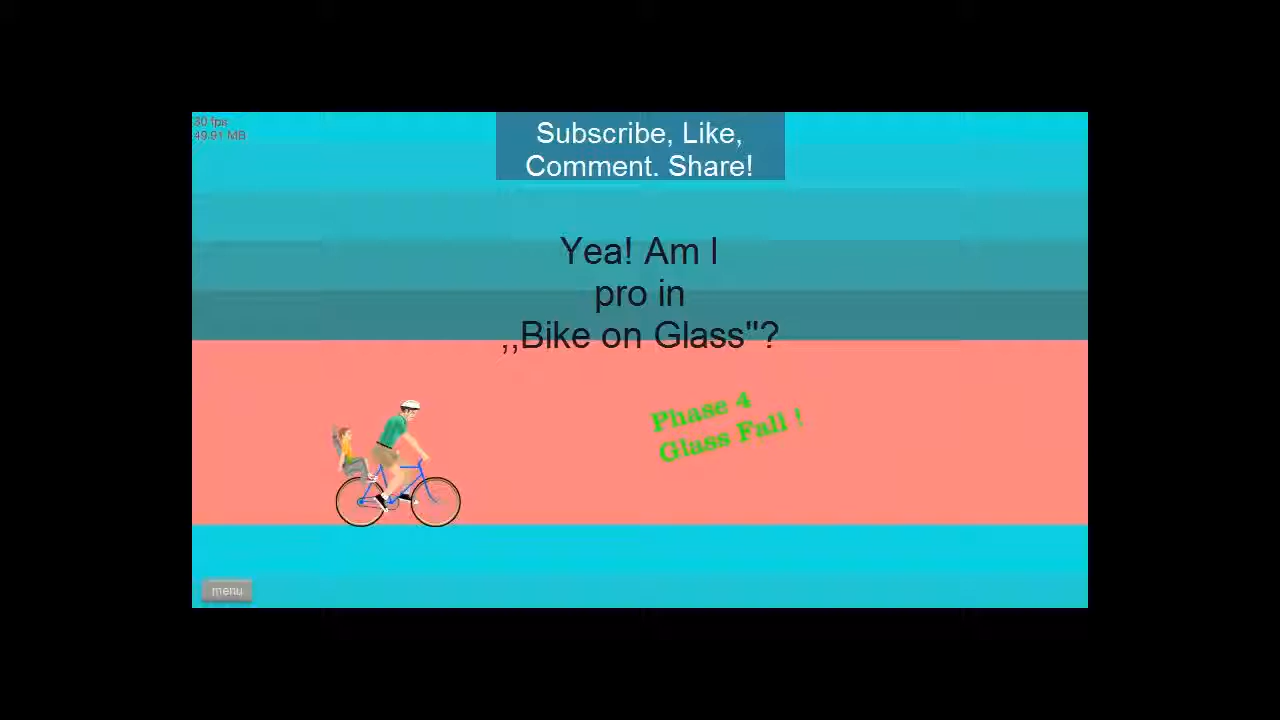 30 fps
49.91 MB
Subscribe, Like,
Comment. Share!
Yea! Am I
pro in
,,Bike on Glass"?
Phase 4
Glass Fall !
menu